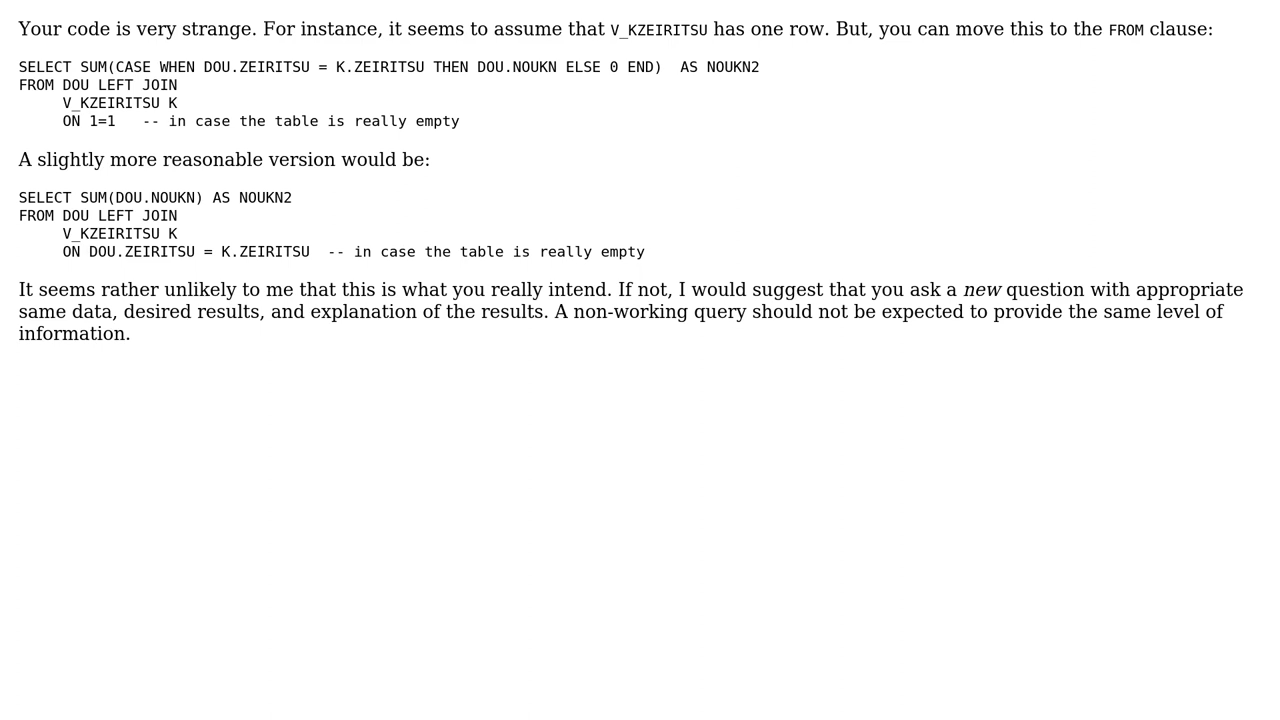 Your code is very strange. For instance, it seems to assume that V_KZEIRITSU has one row. But, you can move this to the FROM clause:
SELECT SUM(CASE WHEN DOU.ZEIRITSU = K.ZEIRITSU THEN DOU.NOUKN ELSE 0 END)  AS NOUKN2
FROM DOU LEFT JOIN
     V_KZEIRITSU K
     ON 1=1   -- in case the table is really empty
A slightly more reasonable version would be:
SELECT SUM(DOU.NOUKN) AS NOUKN2
FROM DOU LEFT JOIN
     V_KZEIRITSU K
     ON DOU.ZEIRITSU = K.ZEIRITSU  -- in case the table is really empty
It seems rather unlikely to me that this is what you really intend. If not, I would suggest that you ask a new question with appropriate
same data, desired results, and explanation of the results. A non-working query should not be expected to provide the same level of
information.